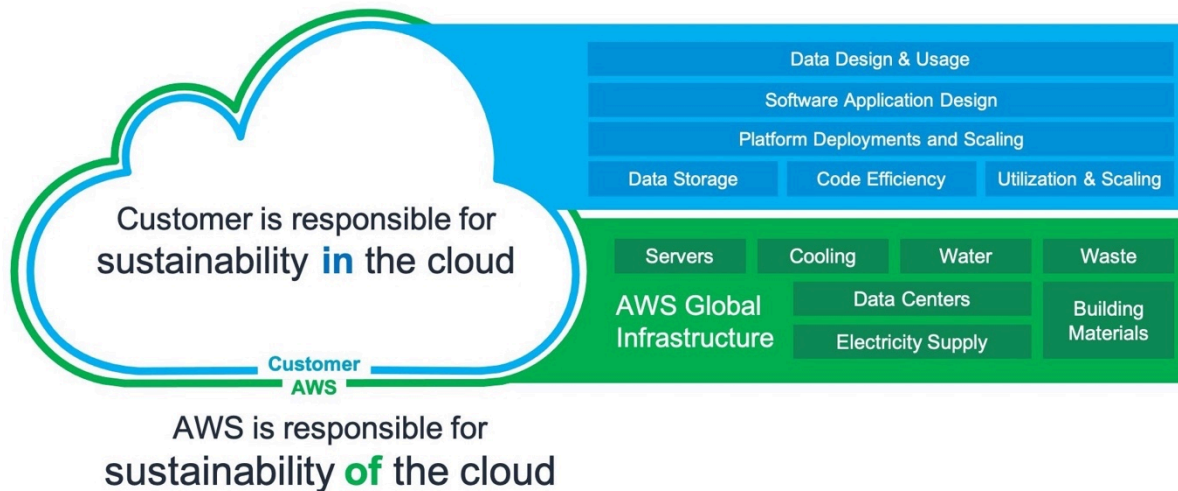 Data Design & Usage
Software Application Design
Platform Deployments and Scaling
Data Storage
Code Efficiency
Utilization & Scaling
Customer is responsible for
sustainability in the cloud
Servers
Cooling
Water
Waste
AWS Global
Infrastructure
Data Centers
Electricity Supply
Building
Materials
Customer
AWS
AWS is responsible for
sustainability of the cloud